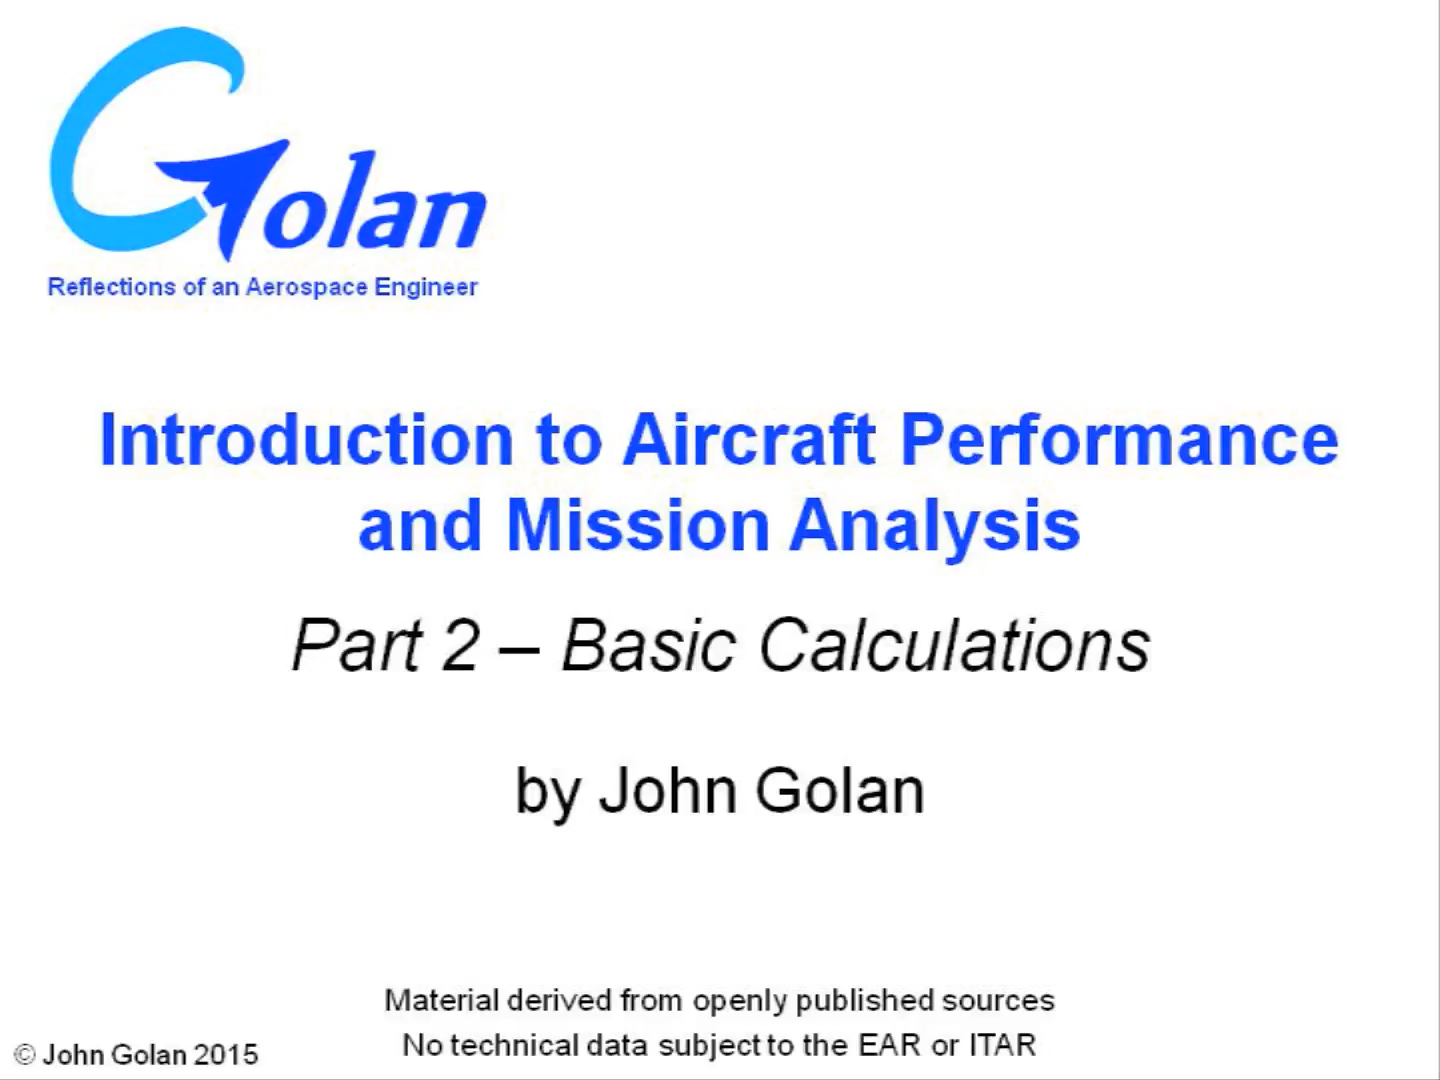 Golan
Reflections of an Aerospace Engineer
Introduction to Aircraft Performance
and Mission Analysis
Part 2 – Basic Calculations
by John Golan
Material derived from openly published sources
No technical data subject to the EAR or ITAR
© John Golan 2015